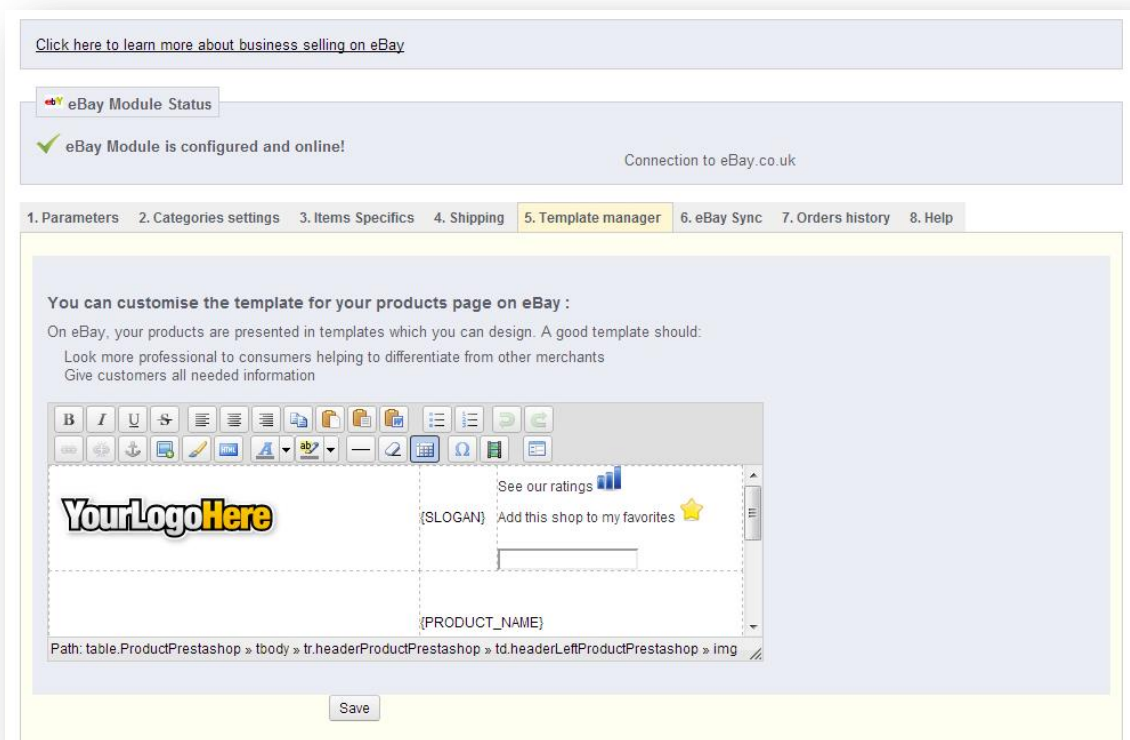 Click here to learn more about business selling on eBay
ebY eBay Module Status
eBay Module is configured and online!
Connection to eBay.co.uk
1. Parameters 2. Categories settings 3. Items Specifics 4. Shipping 5. Template manager 6. eBay Sync 7. Orders history 8. Help
You can customise the template for your products page on eBay :
On eBay, your products are presented in templates which you can design. A good template should:
Look more professional to consumers helping to differentiate from other merchants
Give customers all needed information
B I U S
HTML A ab Ω
See our ratings
YourLogoHere {SLOGAN} Add this shop to my favorites
{PRODUCT_NAME}
Path: table.ProductPrestashop » tbody » tr.headerProductPrestashop » td.headerLeftProductPrestashop » img
Save